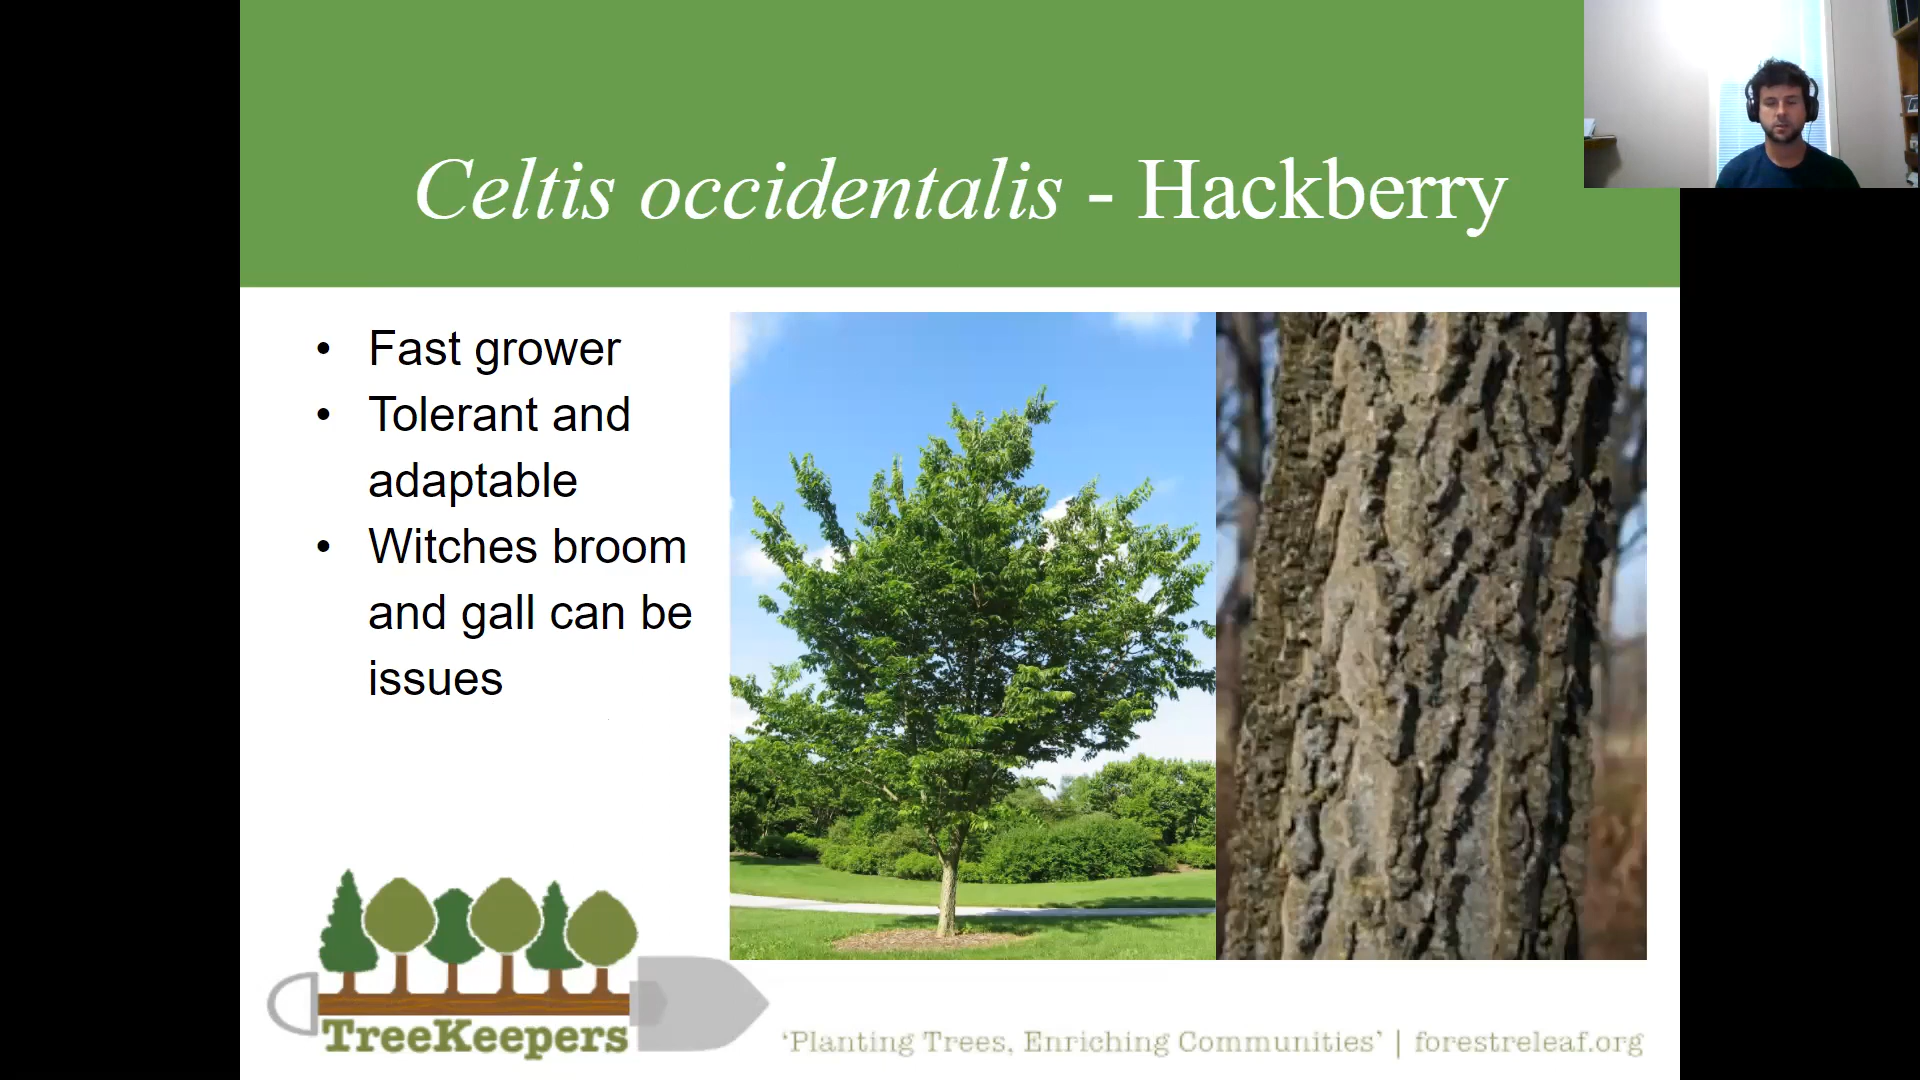 Celtis occidentalis - Hackberry
• Fast grower
• Tolerant and
adaptable
• Witches broom
and gall can be
issues
TreeKeepers
‘Planting Trees, Enriching Communities’ | forestreleaf.org